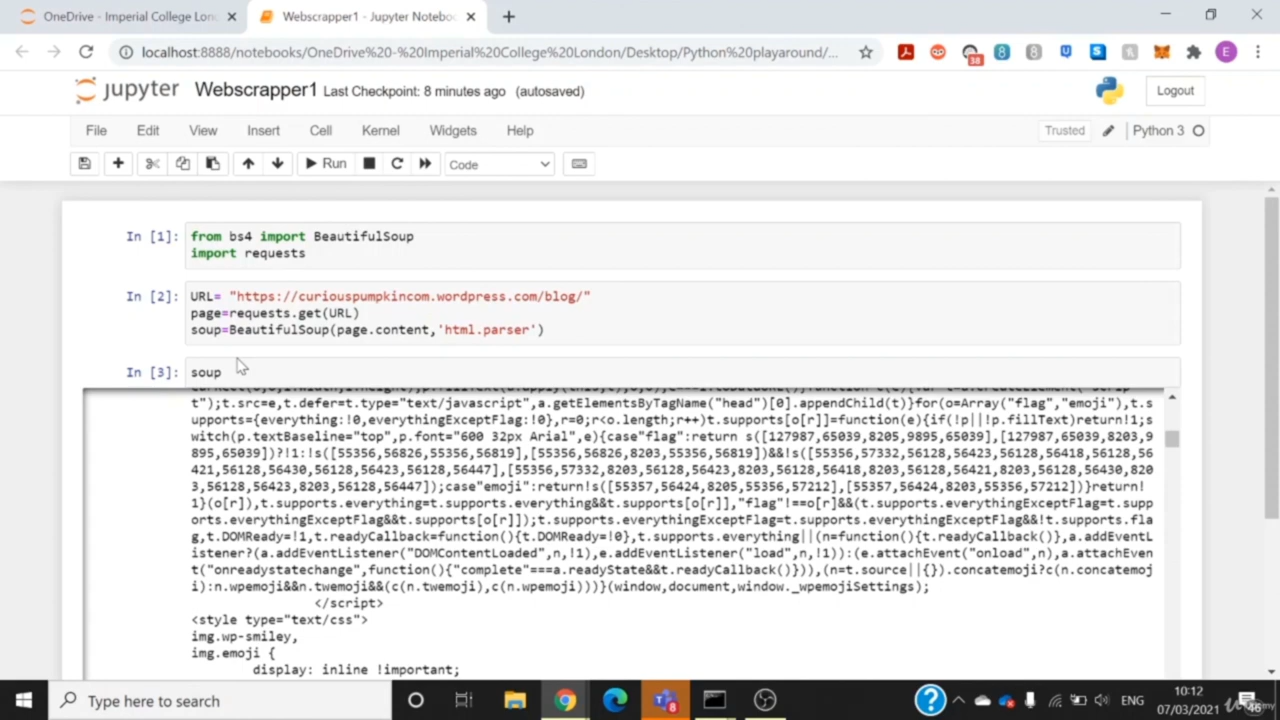 OneDrive - Imperial College Lon
Webscrapper1 - Jupyter Notebo
localhost:8888/notebooks/OneDrive%20-%20Imperial%20College%20London/Desktop/Python%20playaround/...
38
E
jupyter Webscrapper1 Last Checkpoint: 8 minutes ago (autosaved)
Logout
File Edit View Insert Cell Kernel Widgets Help
Trusted
Python 3
Run
Code
In [1]: from bs4 import BeautifulSoup
import requests
In [2]: URL= "https://curiouspumpkincom.wordpress.com/blog/"
page=requests.get(URL)
soup=BeautifulSoup(page.content,'html.parser')
In [3]: soup
t");t.src=e,t.defer=t.type="text/javascript",a.getElementsByTagName("head")[0].appendChild(t)}for(o=Array("flag","emoji"),t.s
upports={everything:!0,everythingExceptFlag:!0},r=0;r<o.length;r++)t.supports[o[r]]=function(e){if(!p||!p.fillText)return!1;s
witch(p.textBaseline="top",p.font="600 32px Arial",e){case"flag":return s([127987,65039,8205,9895,65039],[127987,65039,8203,9
895,65039])?!1:!s([55356,56826,55356,56819],[55356,56826,8203,55356,56819])&&!s([55356,57332,56128,56423,56128,56418,56128,56
421,56128,56430,56128,56423,56128,56447],[55356,57332,8203,56128,56423,8203,56128,56418,8203,56128,56421,8203,56128,56430,820
3,56128,56423,8203,56128,56447]);case"emoji":return!s([55357,56424,8205,55356,57212],[55357,56424,8203,55356,57212])}return!
1}(o[r]),t.supports.everything=t.supports.everything&&t.supports[o[r]],"flag"!==o[r]&&(t.supports.everythingExceptFlag=t.supp
orts.everythingExceptFlag&&t.supports[o[r]]);t.supports.everythingExceptFlag=t.supports.everythingExceptFlag&&!t.supports.fla
g,t.DOMReady=!1,t.readyCallback=function(){t.DOMReady=!0},t.supports.everything||(n=function(){t.readyCallback()},a.addEventL
istener?(a.addEventListener("DOMContentLoaded",n,!1),e.addEventListener("load",n,!1)):(e.attachEvent("onload",n),a.attachEven
t("onreadystatechange",function(){"complete"===a.readyState&&t.readyCallback()})),(n=t.source||{}).concatemoji?c(n.concatemoj
i):n.wpemoji&&n.twemoji&&(c(n.twemoji),c(n.wpemoji)))}(window,document,window._wpemojiSettings);
</script>
<style type="text/css">
img.wp-smiley,
img.emoji {
display: inline !important;
Type here to search
8
ENG
10:12
07/03/2021
46